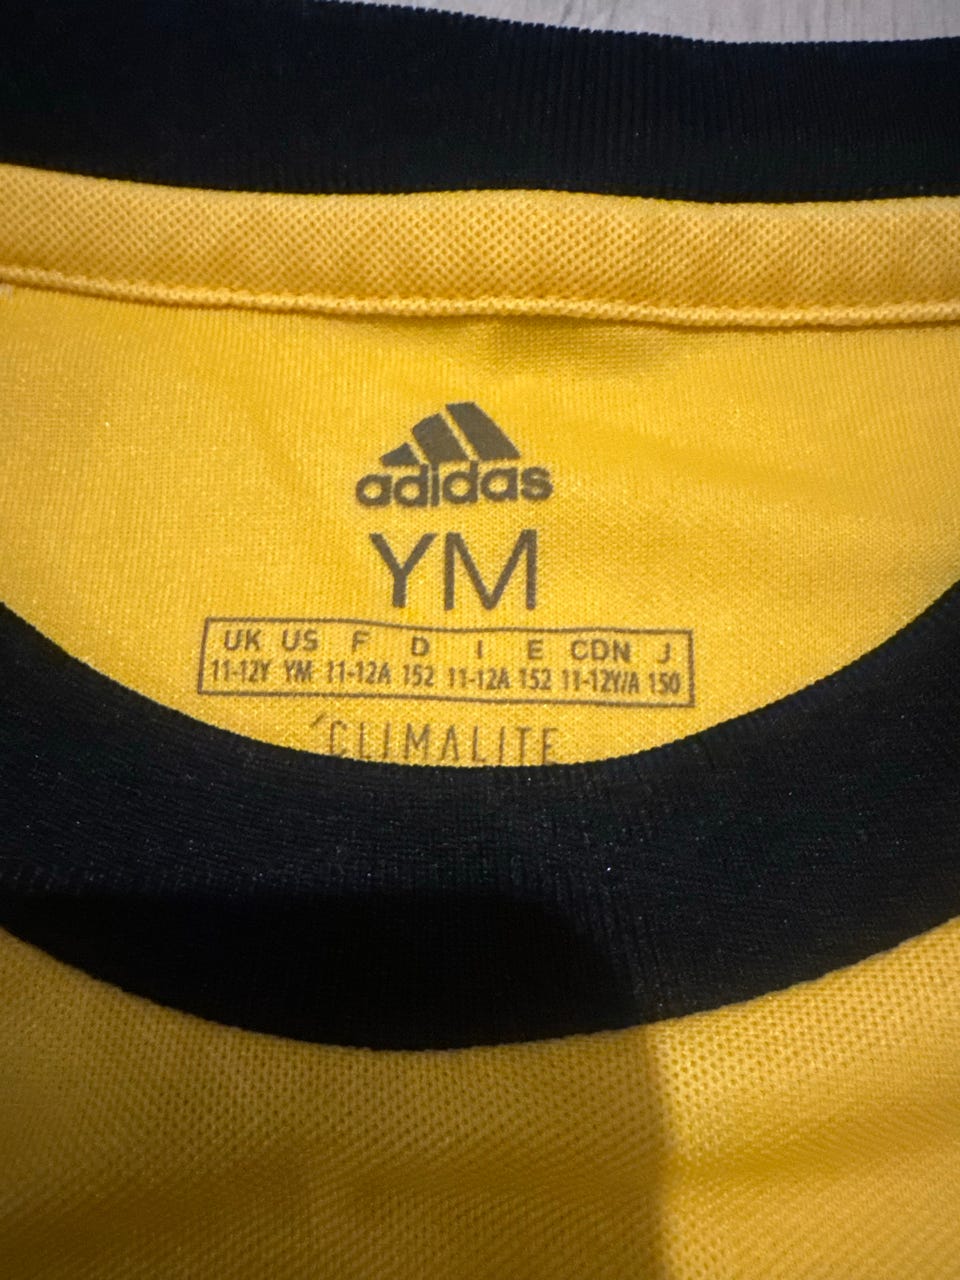 adidas
YM
UK US F D I E CDN J
11-12Y YM 11-12A 152 11-12A 152 11-12Y/A 150
CLIMALITE